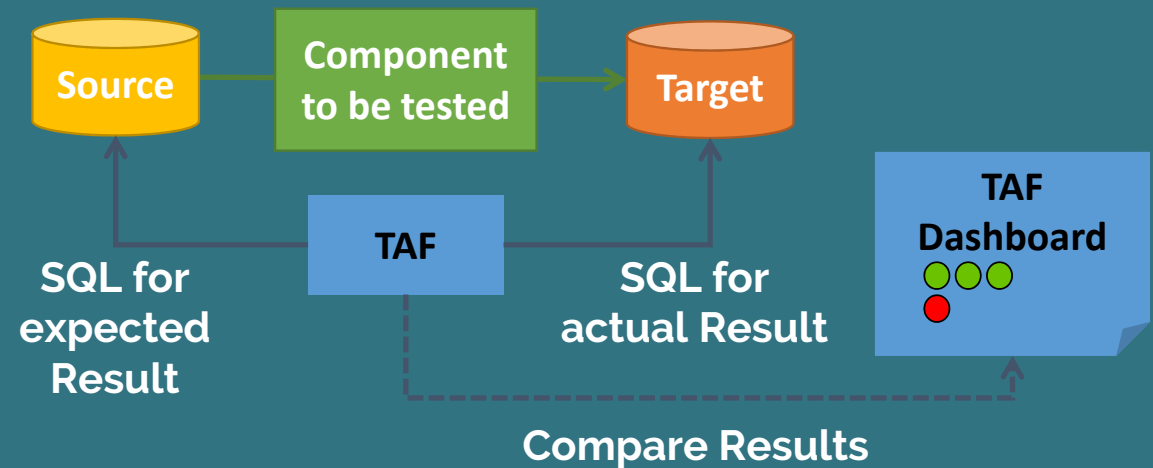 Source
Component
to be tested
Target
TAF
SQL for
expected
Result
SQL for
actual Result
TAF
Dashboard
Compare Results